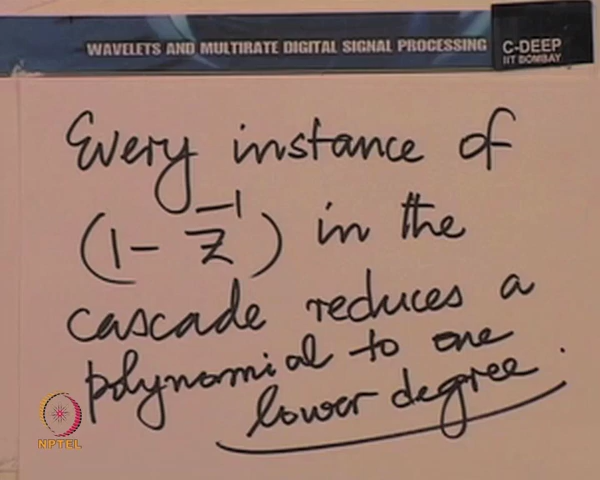 WAVELETS AND MULTIRATE DIGITAL SIGNAL PROCESSING
C-DEEP
IIT BOMBAY
Every instance of
(1 - z⁻¹) in the
cascade reduces a
polynomial to one
lower degree.
NPTEL